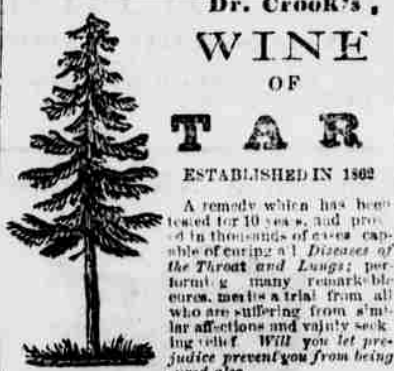 Dr. Crook's,
WINE
OF
TAR
ESTABLISHED IN 1862
A remedy which has been
tested for 10 years, and prov
ed in thousands of cases cap-
able of curing all Diseases of
the Throat and Lungs; per-
forming many remarkable
cures, merits a trial from all
who are suffering from simi-
lar affections and vainly seek
ing relief. Will you let pre-
judice prevent you from being